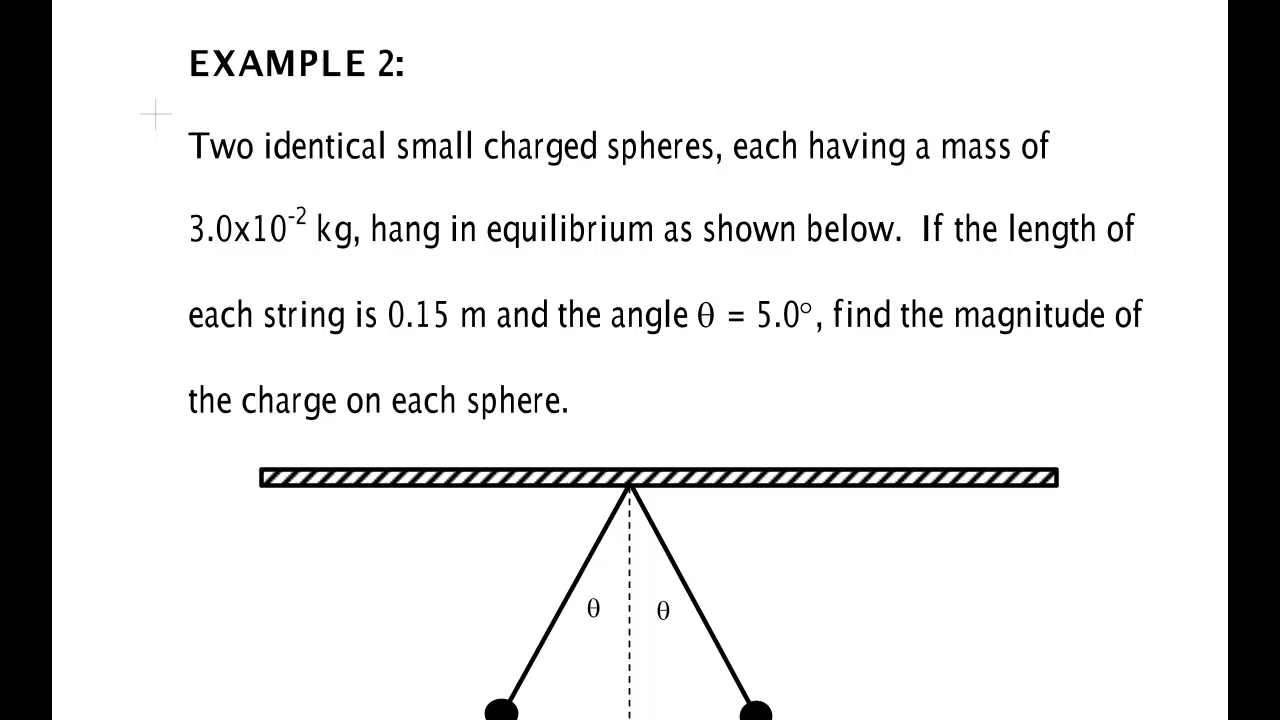 EXAMPLE 2:
Two identical small charged spheres, each having a mass of
3.0x10⁻² kg, hang in equilibrium as shown below.  If the length of
each string is 0.15 m and the angle θ = 5.0°, find the magnitude of
the charge on each sphere.
θ θ